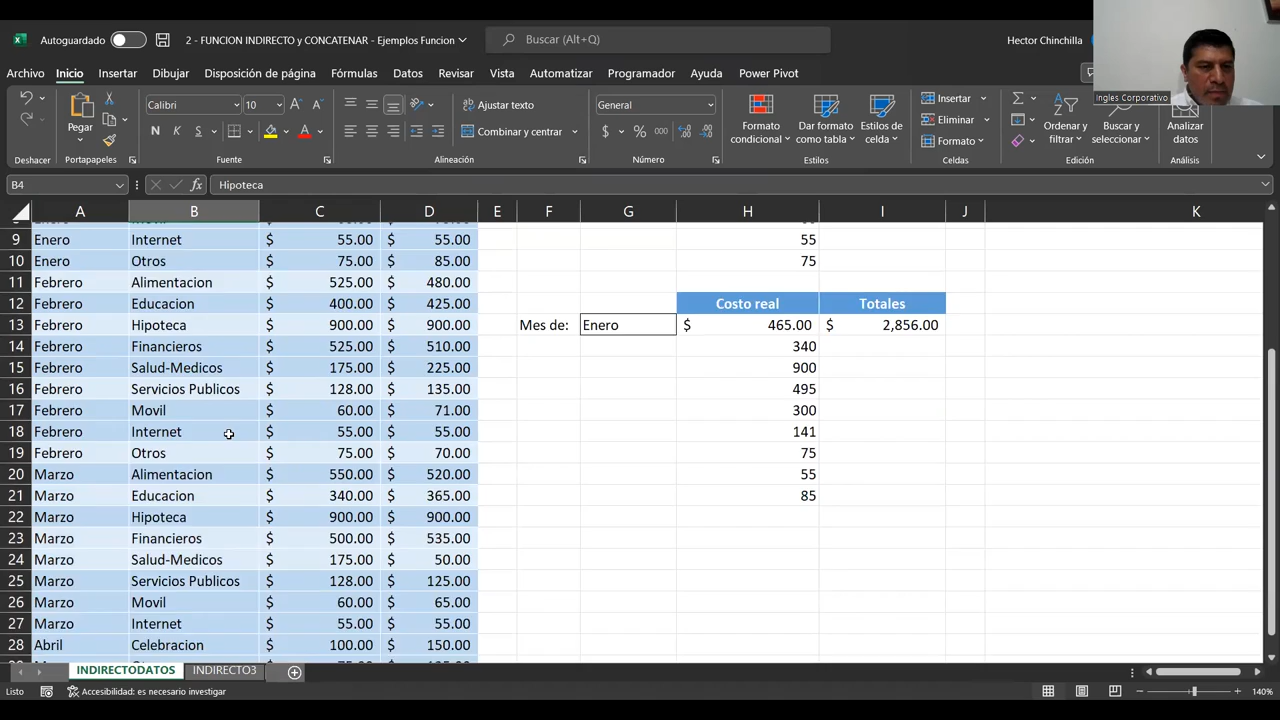 Autoguardado
2 - FUNCION INDIRECTO y CONCATENAR - Ejemplos Funcion
Buscar (Alt+Q)
Hector Chinchilla
Ingles Corporativo
Archivo Inicio Insertar Dibujar Disposición de página Fórmulas Datos Revisar Vista Automatizar Programador Ayuda Power Pivot
Pegar
Calibri 10
N K S
Ajustar texto
Combinar y centrar
General
$ % 000
Formato condicional
Dar formato como tabla
Estilos de celda
Insertar
Eliminar
Formato
Ordenar y filtrar
Buscar y seleccionar
Analizar datos
Deshacer Portapapeles Fuente Alineación Número Estilos Celdas Edición Análisis
B4 fx Hipoteca
A B C D E F G H I J K
9 Enero Internet $ 55.00 $ 55.00 55
10 Enero Otros $ 75.00 $ 85.00 75
11 Febrero Alimentacion $ 525.00 $ 480.00
12 Febrero Educacion $ 400.00 $ 425.00 Costo real Totales
13 Febrero Hipoteca $ 900.00 $ 900.00 Mes de: Enero $ 465.00 $ 2,856.00
14 Febrero Financieros $ 525.00 $ 510.00 340
15 Febrero Salud-Medicos $ 175.00 $ 225.00 900
16 Febrero Servicios Publicos $ 128.00 $ 135.00 495
17 Febrero Movil $ 60.00 $ 71.00 300
18 Febrero Internet $ 55.00 $ 55.00 141
19 Febrero Otros $ 75.00 $ 70.00 75
20 Marzo Alimentacion $ 550.00 $ 520.00 55
21 Marzo Educacion $ 340.00 $ 365.00 85
22 Marzo Hipoteca $ 900.00 $ 900.00
23 Marzo Financieros $ 500.00 $ 535.00
24 Marzo Salud-Medicos $ 175.00 $ 50.00
25 Marzo Servicios Publicos $ 128.00 $ 125.00
26 Marzo Movil $ 60.00 $ 65.00
27 Marzo Internet $ 55.00 $ 55.00
28 Abril Celebracion $ 100.00 $ 150.00
INDIRECTODATOS INDIRECTO3
Listo Accesibilidad: es necesario investigar 140%